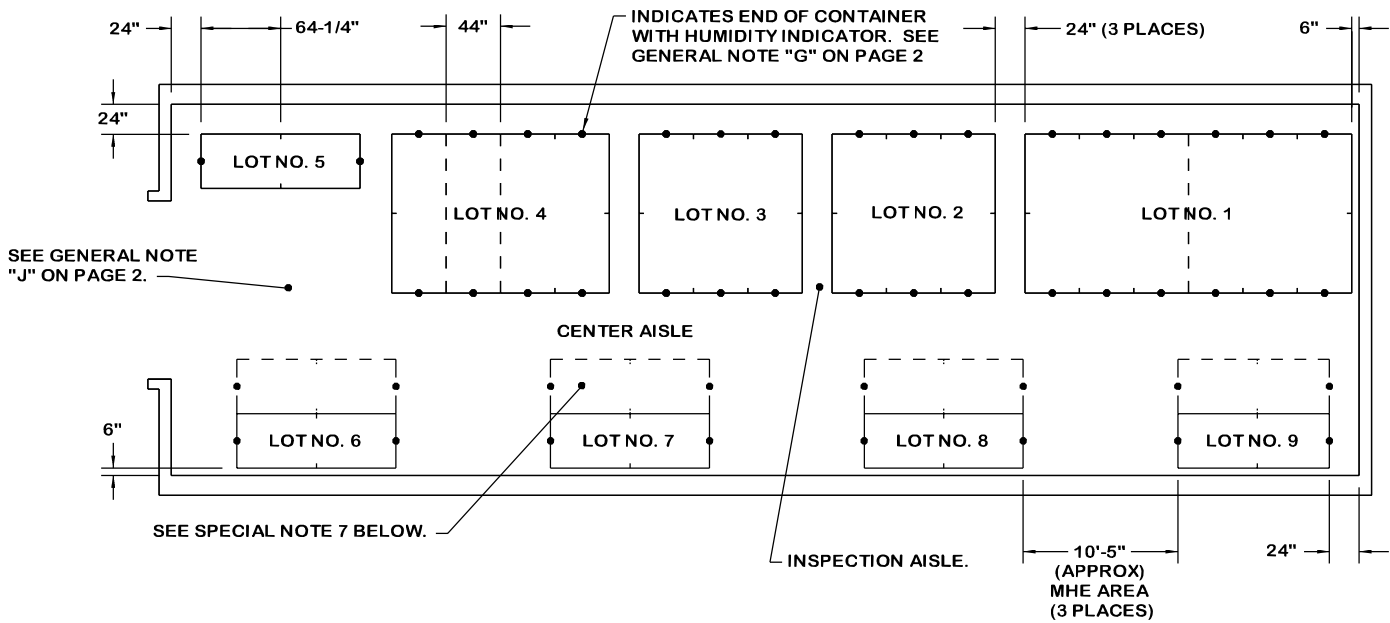 24"
64-1/4"
44"
INDICATES END OF CONTAINER
WITH HUMIDITY INDICATOR.  SEE
GENERAL NOTE "G" ON PAGE 2
24" (3 PLACES)
6"
24"
LOT NO. 5
LOT NO. 4
LOT NO. 3
LOT NO. 2
LOT NO. 1
SEE GENERAL NOTE
"J" ON PAGE 2.
CENTER AISLE
6"
LOT NO. 6
LOT NO. 7
LOT NO. 8
LOT NO. 9
SEE SPECIAL NOTE 7 BELOW.
INSPECTION AISLE.
10'-5"
(APPROX)
MHE AREA
(3 PLACES)
24"